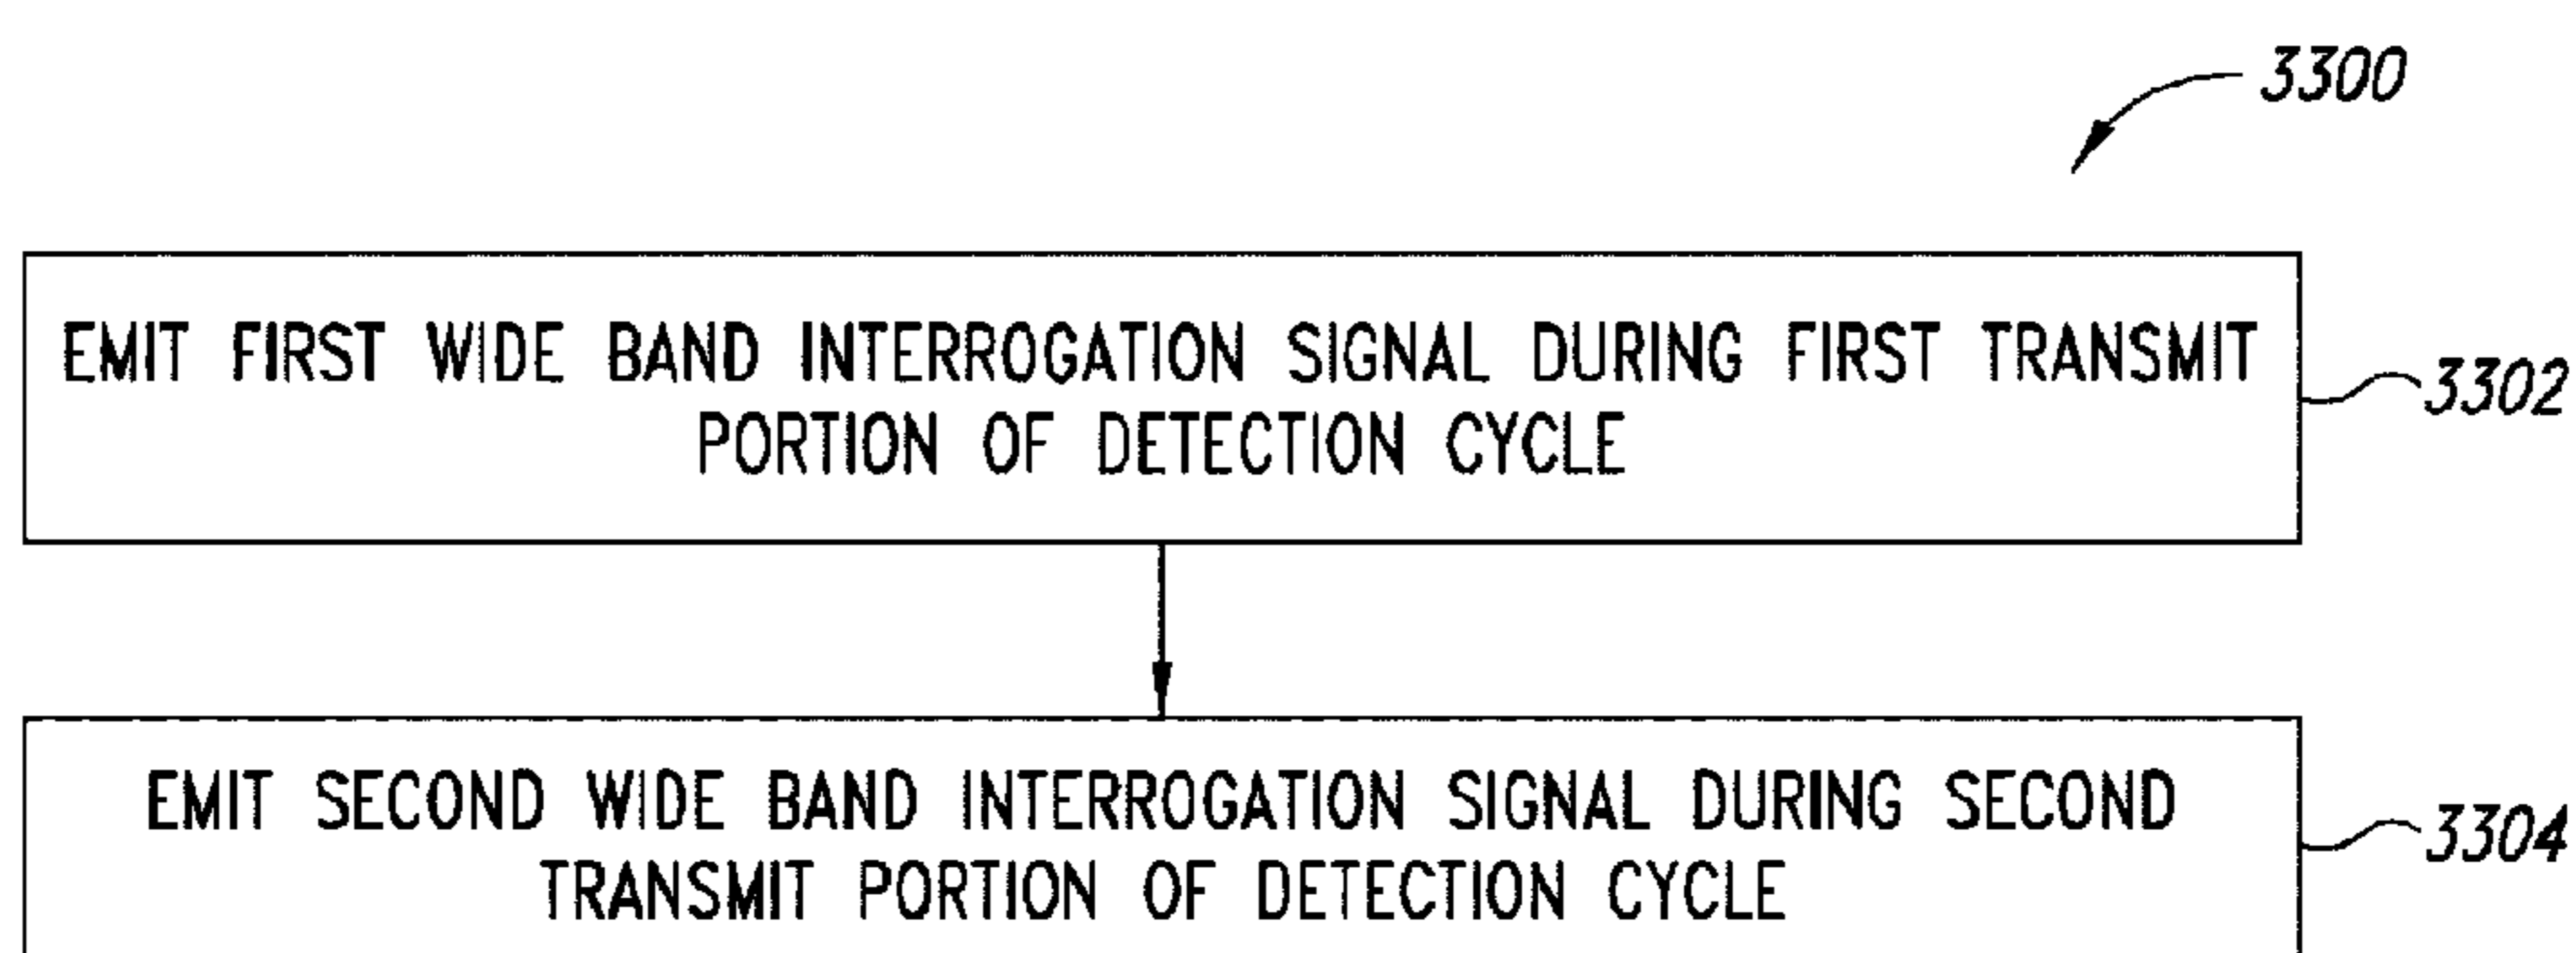 3300
EMIT FIRST WIDE BAND INTERROGATION SIGNAL DURING FIRST TRANSMIT
PORTION OF DETECTION CYCLE
3302
EMIT SECOND WIDE BAND INTERROGATION SIGNAL DURING SECOND
TRANSMIT PORTION OF DETECTION CYCLE
3304